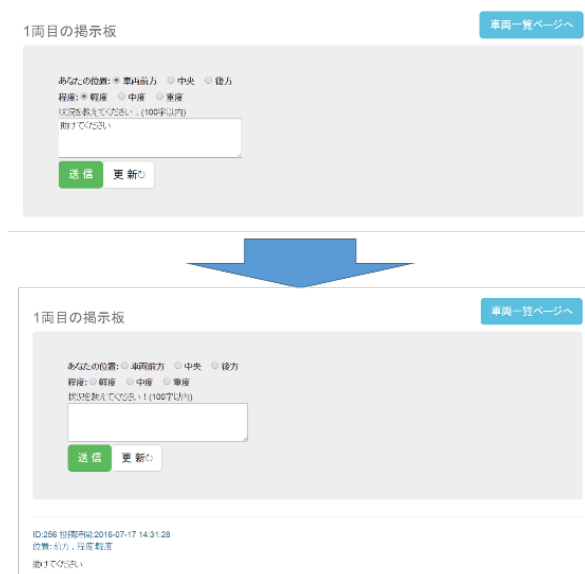 1両目の掲示板
車両一覧ページへ
あなたの位置: 車両前方 中央 後方
程度: 軽度 中度 重度
状況を教えてください．(100字以内)
助けてください
送信 更新↻
1両目の掲示板
車両一覧ページへ
あなたの位置: 車両前方 中央 後方
程度: 軽度 中度 重度
状況を教えてください！(100字以内)
送信 更新↻
ID:256 投稿時間:2016-07-17 14:31:28
位置: 前方 , 程度:軽度
助けてください